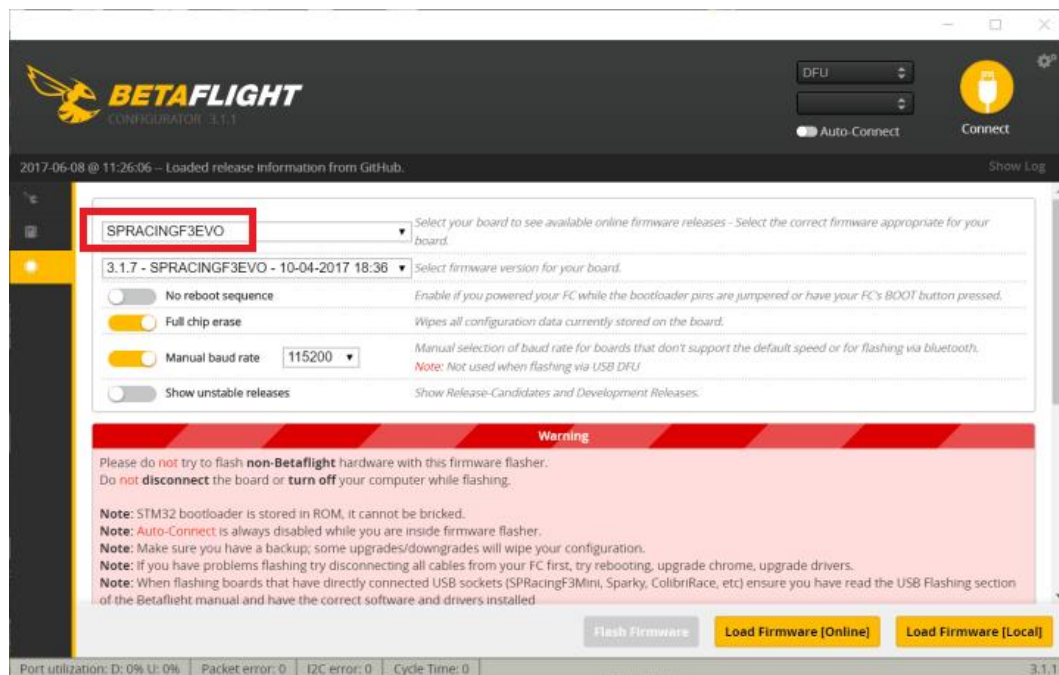 DFU
BETAFLIGHT
CONFIGURATOR 3.1.1
Auto-Connect
Connect
2017-06-08 @ 11:26:06 -- Loaded release information from GitHub.
Show Log
SPRACINGF3EVO
Select your board to see available online firmware releases - Select the correct firmware appropriate for your
board.
3.1.7 - SPRACINGF3EVO - 10-04-2017 18:36
Select firmware version for your board.
No reboot sequence
Enable if you powered your FC while the bootloader pins are jumpered or have your FC's BOOT button pressed.
Full chip erase
Wipes all configuration data currently stored on the board.
Manual baud rate
115200
Manual selection of baud rate for boards that don't support the default speed or for flashing via bluetooth.
Note: Not used when flashing via USB DFU
Show unstable releases
Show Release-Candidates and Development Releases.
Warning
Please do not try to flash non-Betaflight hardware with this firmware flasher.
Do not disconnect the board or turn off your computer while flashing.
Note: STM32 bootloader is stored in ROM, it cannot be bricked.
Note: Auto-Connect is always disabled while you are inside firmware flasher.
Note: Make sure you have a backup; some upgrades/downgrades will wipe your configuration.
Note: If you have problems flashing try disconnecting all cables from your FC first, try rebooting, upgrade chrome, upgrade drivers.
Note: When flashing boards that have directly connected USB sockets (SPRacingF3Mini, Sparky, ColibriRace, etc) ensure you have read the USB Flashing section
of the Betaflight manual and have the correct software and drivers installed
Flash Firmware
Load Firmware [Online]
Load Firmware [Local]
Port utilization: D: 0% U: 0%
Packet error: 0
I2C error: 0
Cycle Time: 0
3.1.1